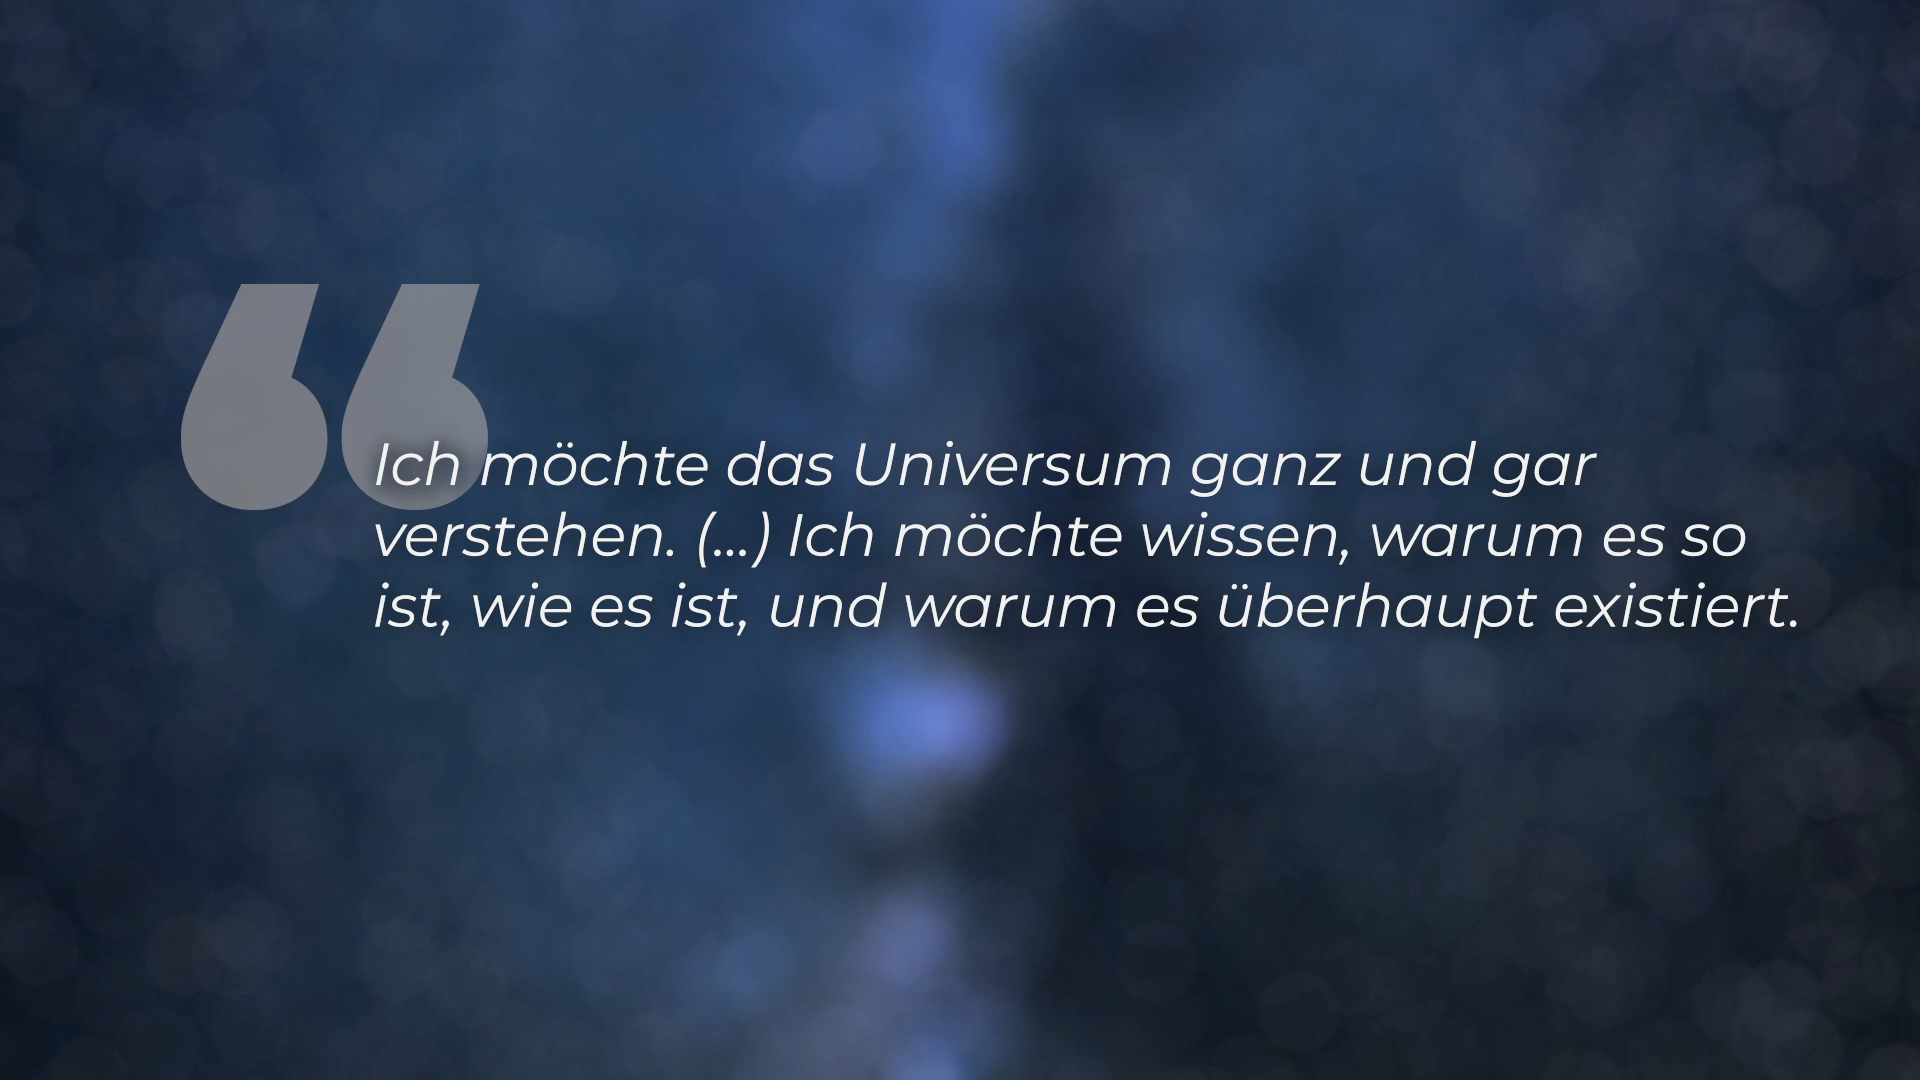 “
Ich möchte das Universum ganz und gar
verstehen. (...) Ich möchte wissen, warum es so
ist, wie es ist, und warum es überhaupt existiert.